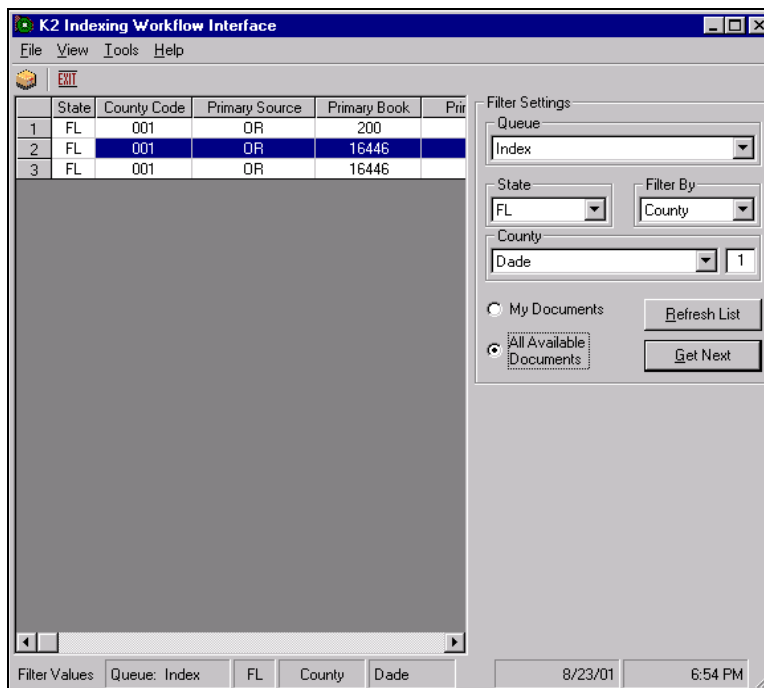 K2 Indexing Workflow Interface
File View Tools Help
EXIT
State County Code Primary Source Primary Book Prir
1 FL 001 OR 200
2 FL 001 OR 16446
3 FL 001 OR 16446
Filter Settings
Queue
Index
State Filter By
FL County
County
Dade 1
My Documents Refresh List
All Available
Documents Get Next
Filter Values Queue: Index FL County Dade 8/23/01 6:54 PM